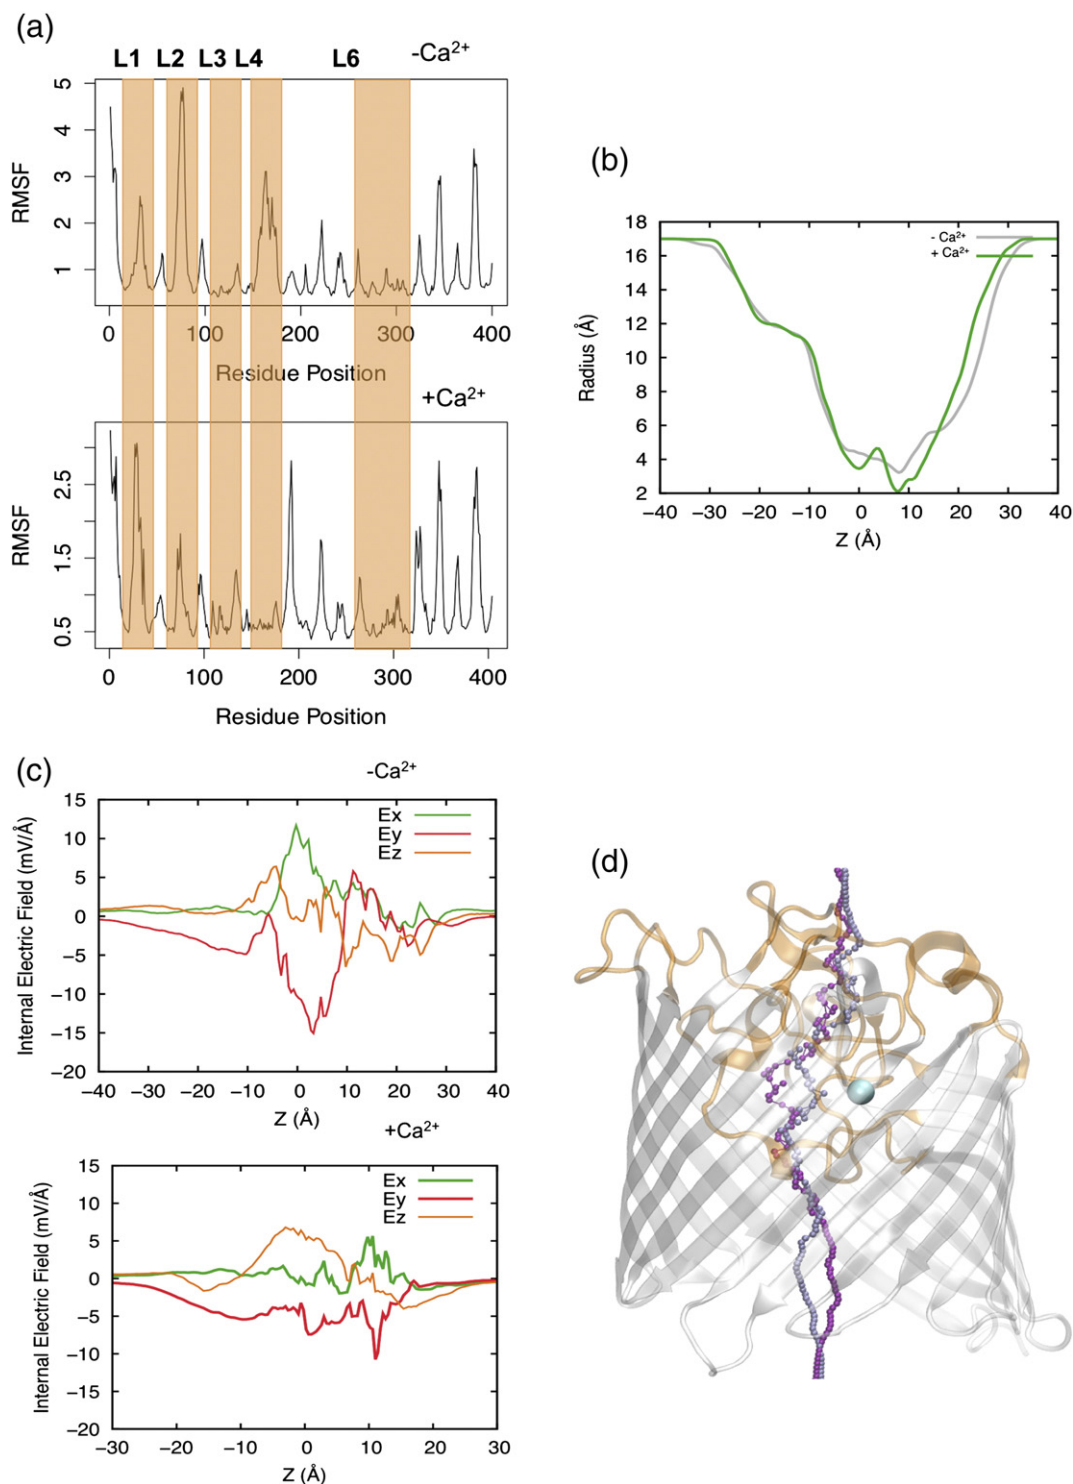 (a)
L1 L2 L3 L4 L6 -Ca²⁺
5
4
3
2
1
RMSF
0 100 200 300 400
Residue Position
+Ca²⁺
2.5
1.5
0.5
RMSF
0 100 200 300 400
Residue Position
(b)
18
16
14
12
10
8
6
4
2
Radius (Å)
- Ca²⁺
+ Ca²⁺
−40 −30 −20 −10 0 10 20 30 40
Z (Å)
(c)
-Ca²⁺
15
10
5
0
−5
−10
−15
−20
Internal Electric Field (mV/Å)
Ex
Ey
Ez
−40 −30 −20 −10 0 10 20 30 40
Z (Å)
+Ca²⁺
15
10
5
0
−5
−10
−15
−20
Internal Electric Field (mV/Å)
Ex
Ey
Ez
−30 −20 −10 0 10 20 30
Z (Å)
(d)